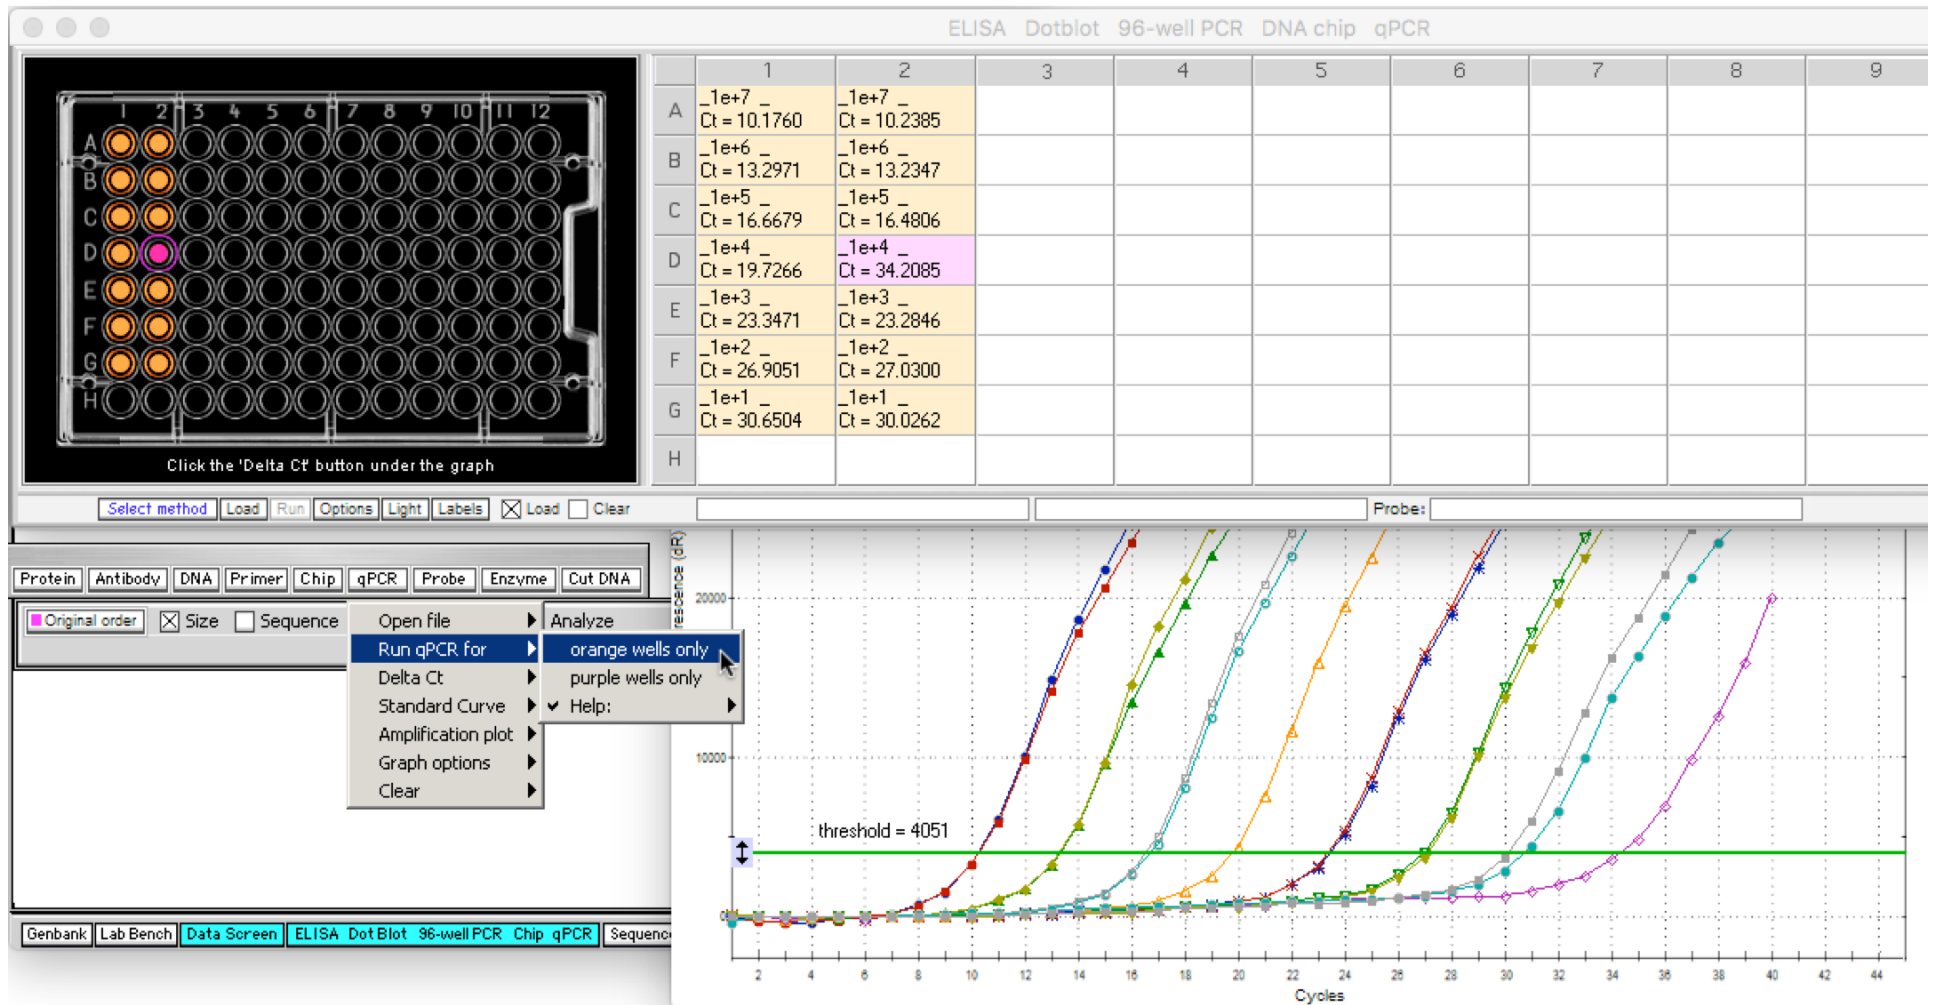 ELISA Dotblot 96-well PCR DNA chip qPCR
1 2 3 4 5 6 7 8 9 10 11 12
A
B
C
D
E
F
G
H
Click the 'Delta Ct' button under the graph
1 2 3 4 5 6 7 8 9
A _1e+7 _ _1e+7 _
Ct = 10.1760 Ct = 10.2385
B _1e+6 _ _1e+6 _
Ct = 13.2971 Ct = 13.2347
C _1e+5 _ _1e+5 _
Ct = 16.6679 Ct = 16.4806
D _1e+4 _ _1e+4 _
Ct = 19.7266 Ct = 34.2085
E _1e+3 _ _1e+3 _
Ct = 23.3471 Ct = 23.2846
F _1e+2 _ _1e+2 _
Ct = 26.9051 Ct = 27.0300
G _1e+1 _ _1e+1 _
Ct = 30.6504 Ct = 30.0262
H
Select method Load Run Options Light Labels Load Clear Probe:
Protein Antibody DNA Primer Chip qPCR Probe Enzyme Cut DNA
Original order Size Sequence
Open file
Run qPCR for
Delta Ct
Standard Curve
Amplification plot
Graph options
Clear
Analyze
orange wells only
purple wells only
Help:
rescence (dR)
20000
10000
0
threshold = 4051
2 4 6 8 10 12 14 16 18 20 22 24 26 28 30 32 34 36 38 40 42 44
Cycles
Genbank Lab Bench Data Screen ELISA Dot Blot 96-well PCR Chip qPCR Sequenc